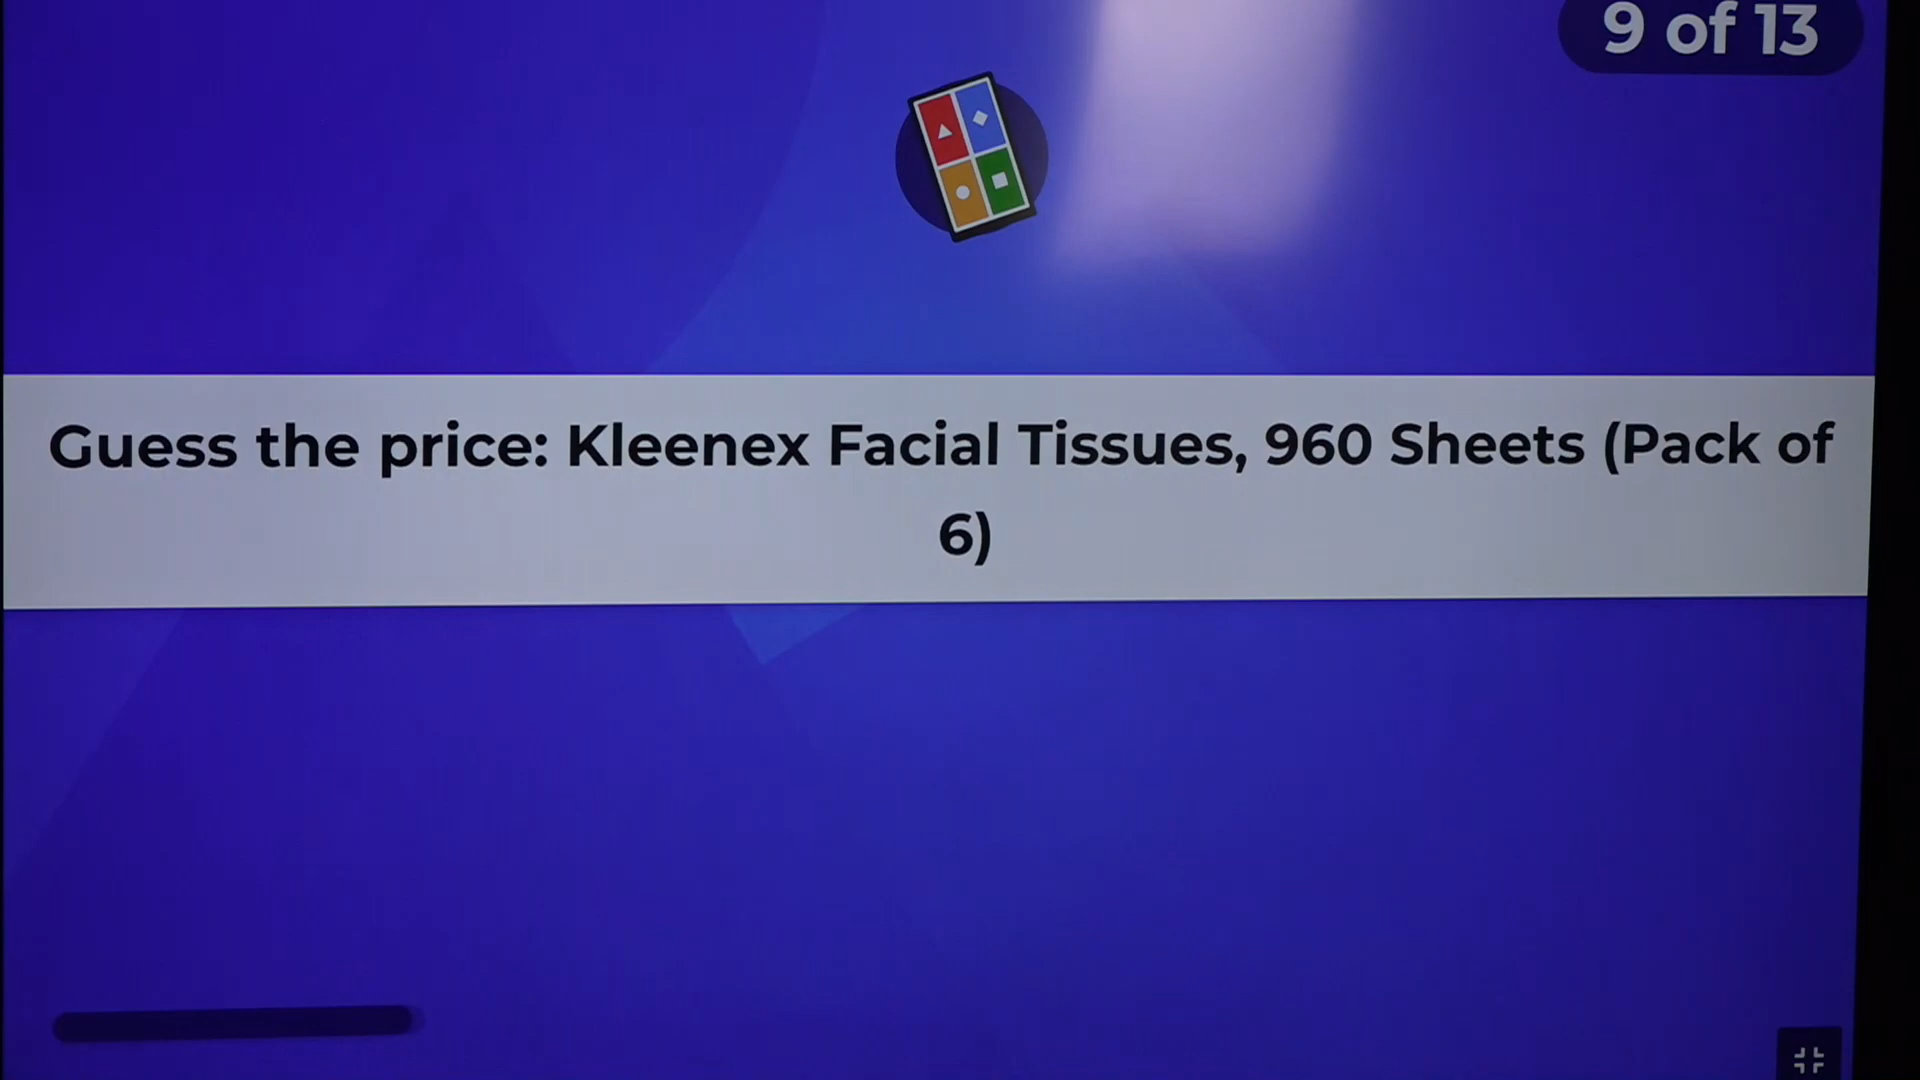 9 of 13
Guess the price: Kleenex Facial Tissues, 960 Sheets (Pack of
6)